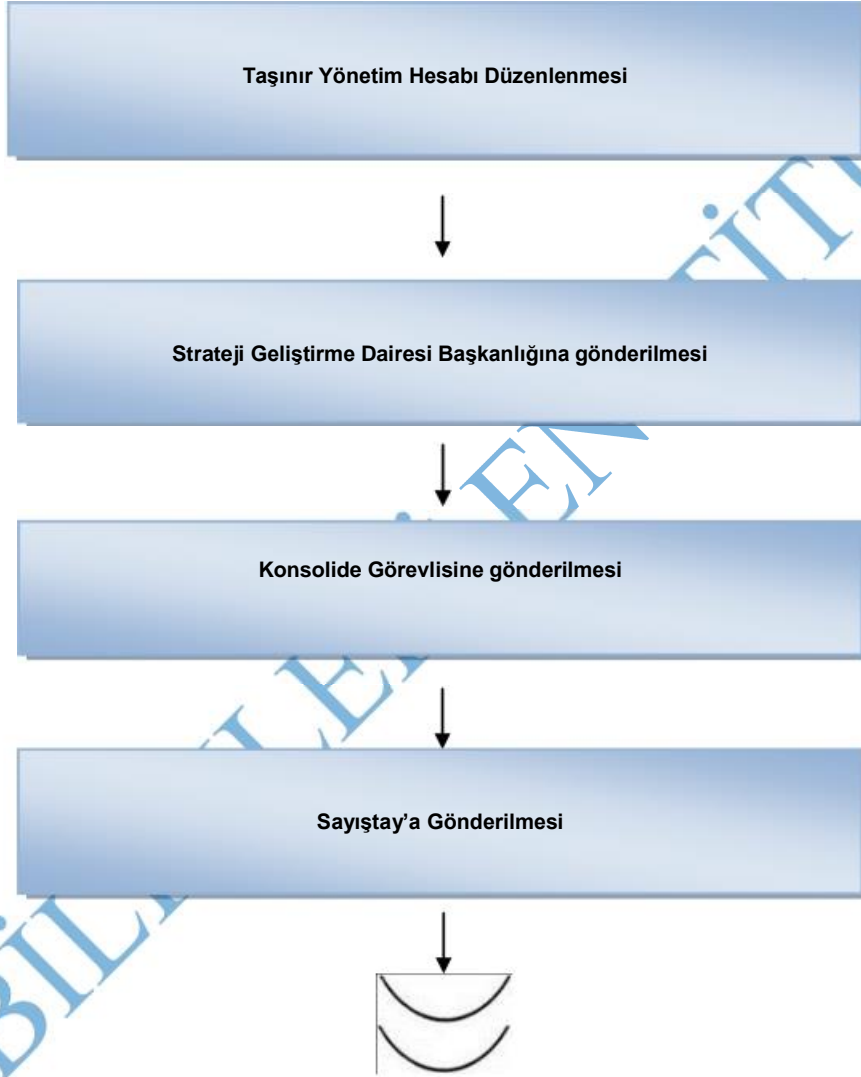 Taşınır Yönetim Hesabı Düzenlenmesi
Strateji Geliştirme Dairesi Başkanlığına gönderilmesi
Konsolide Görevlisine gönderilmesi
Sayıştay’a Gönderilmesi